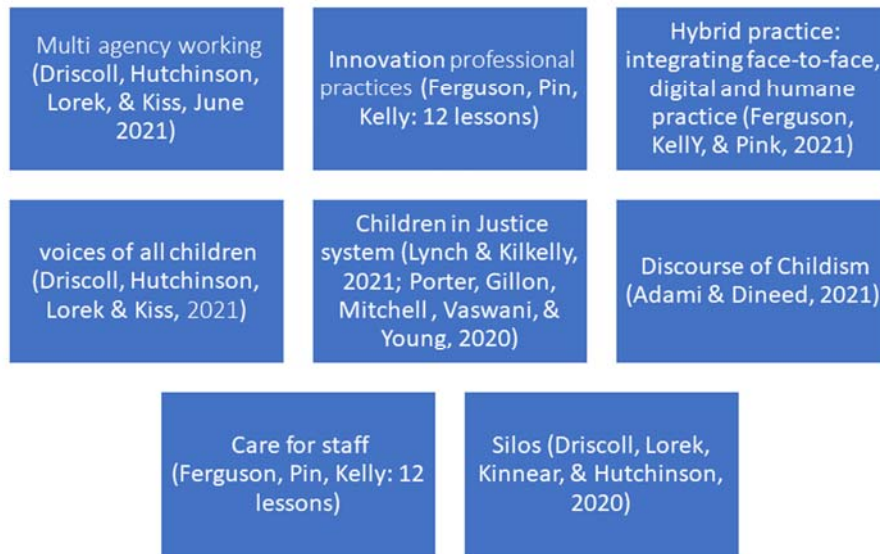 Multi agency working
(Driscoll, Hutchinson,
Lorek, & Kiss, June
2021)
Innovation professional
practices (Ferguson, Pin,
Kelly: 12 lessons)
Hybrid practice:
integrating face-to-face,
digital and humane
practice (Ferguson,
KellY, & Pink, 2021)
voices of all children
(Driscoll, Hutchinson,
Lorek & Kiss, 2021)
Children in Justice
system (Lynch & Kilkelly,
2021; Porter, Gillon,
Mitchell , Vaswani, &
Young, 2020)
Discourse of Childism
(Adami & Dineed, 2021)
Care for staff
(Ferguson, Pin, Kelly: 12
lessons)
Silos (Driscoll, Lorek,
Kinnear, & Hutchinson,
2020)